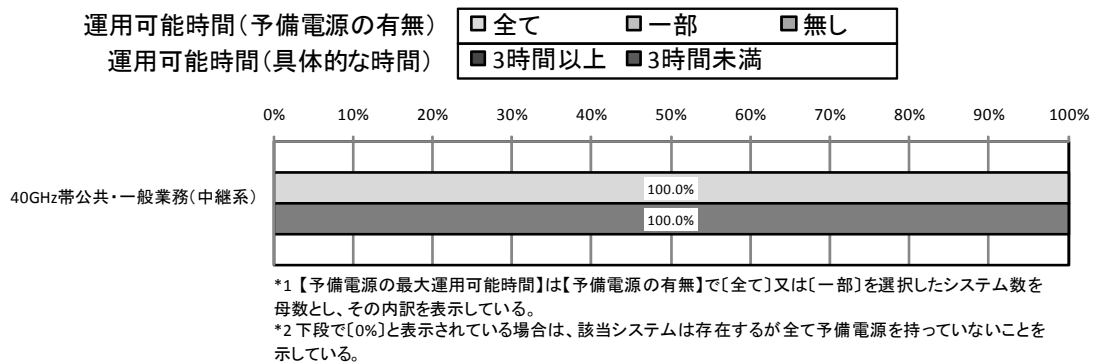 運用可能時間(予備電源の有無) 全て 一部 無し
運用可能時間(具体的な時間) 3時間以上 3時間未満
0% 10% 20% 30% 40% 50% 60% 70% 80% 90% 100%
40GHz帯公共・一般業務(中継系)
100.0%
100.0%
*1 【予備電源の最大運用可能時間】は【予備電源の有無】で〔全て〕又は〔一部〕を選択したシステム数を
母数とし、その内訳を表示している。
*2 下段で〔0%〕と表示されている場合は、該当システムは存在するが全て予備電源を持っていないことを
示している。